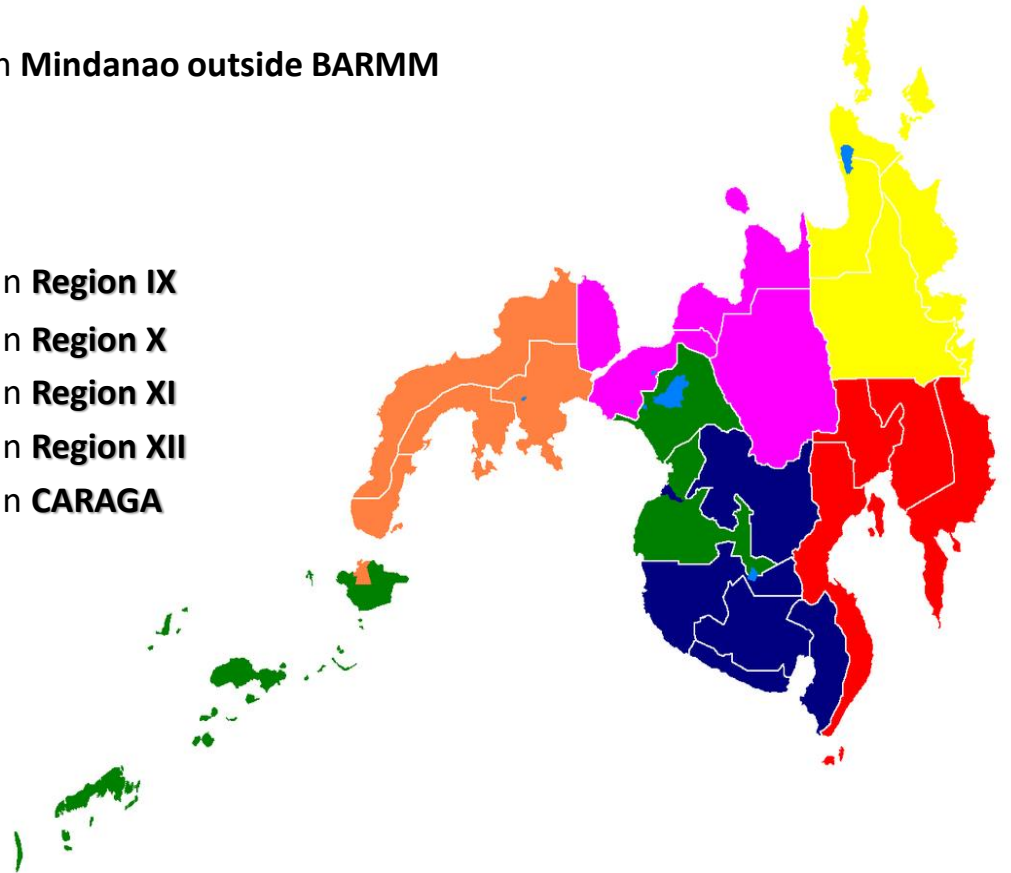 n Mindanao outside BARMM
n Region IX
n Region X
n Region XI
n Region XII
n CARAGA